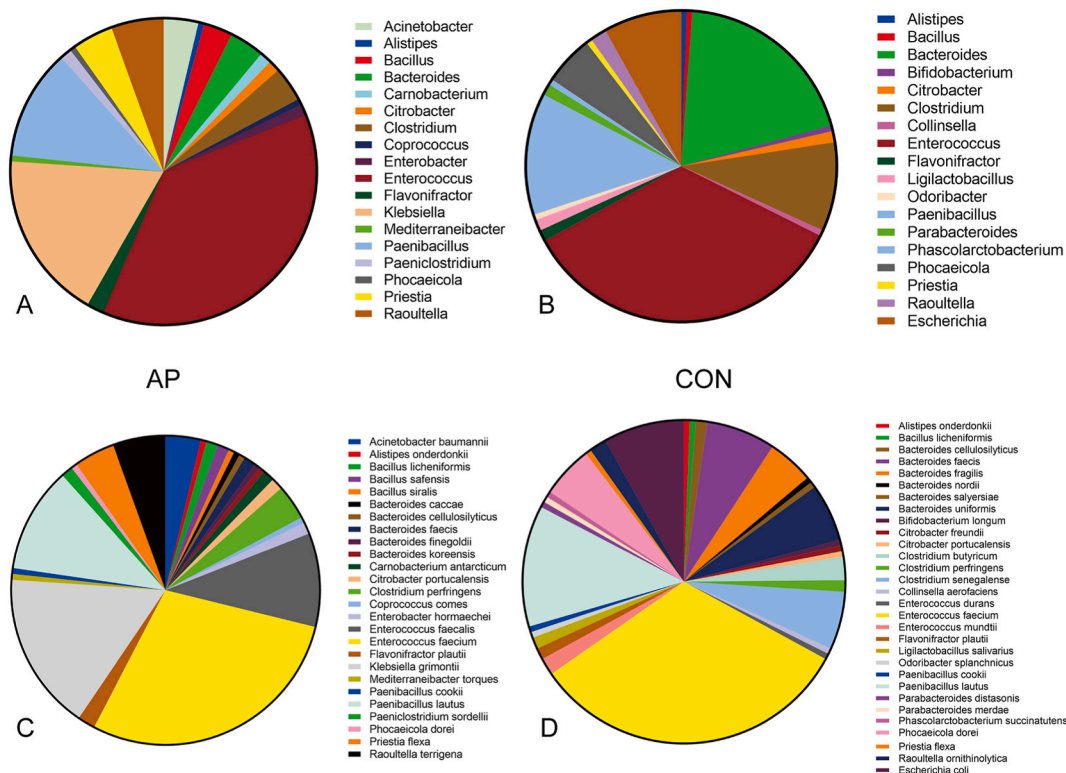 Acinetobacter
Alistipes
Bacillus
Bacteroides
Carnobacterium
Citrobacter
Clostridium
Coprococcus
Enterobacter
Enterococcus
Flavonifractor
Klebsiella
Mediterraneibacter
Paenibacillus
Paeniclostridium
Phocaeicola
Priestia
Raoultella
A
Alistipes
Bacillus
Bacteroides
Bifidobacterium
Citrobacter
Clostridium
Collinsella
Enterococcus
Flavonifractor
Ligilactobacillus
Odoribacter
Paenibacillus
Parabacteroides
Phascolarctobacterium
Phocaeicola
Priestia
Raoultella
Escherichia
B
AP
CON
Acinetobacter baumannii
Alistipes onderdonkii
Bacillus licheniformis
Bacillus safensis
Bacillus siralis
Bacteroides caccae
Bacteroides cellulosilyticus
Bacteroides faecis
Bacteroides finegoldii
Bacteroides koreensis
Carnobacterium antarcticum
Citrobacter portucalensis
Clostridium perfringens
Coprococcus comes
Enterobacter hormaechei
Enterococcus faecalis
Enterococcus faecium
Flavonifractor plautii
Klebsiella grimontii
Mediterraneibacter torques
Paenibacillus cookii
Paenibacillus lautus
Paeniclostridium sordellii
Phocaeicola dorei
Priestia flexa
Raoultella terrigena
C
Alistipes onderdonkii
Bacillus licheniformis
Bacteroides cellulosilyticus
Bacteroides faecis
Bacteroides fragilis
Bacteroides nordii
Bacteroides salyersiae
Bacteroides uniformis
Bifidobacterium longum
Citrobacter freundii
Citrobacter portucalensis
Clostridium butyricum
Clostridium perfringens
Clostridium senegalense
Collinsella aerofaciens
Enterococcus durans
Enterococcus faecium
Enterococcus mundtii
Flavonifractor plautii
Ligilactobacillus salivarius
Odoribacter splanchnicus
Paenibacillus cookii
Paenibacillus lautus
Parabacteroides distasonis
Parabacteroides merdae
Phascolarctobacterium succinatutens
Phocaeicola dorei
Priestia flexa
Raoultella ornithinolytica
Escherichia coli
D